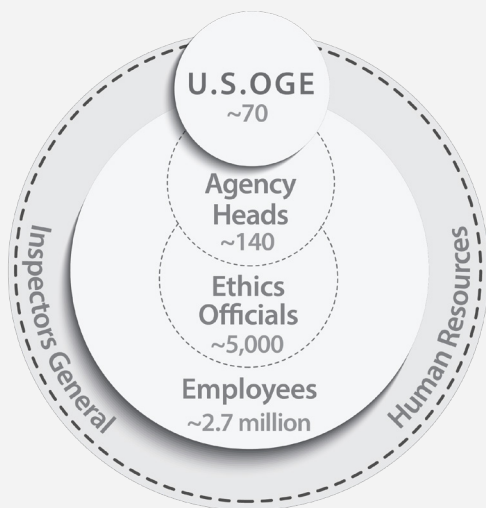 U.S.OGE
~70
Agency
Heads
~140
Ethics
Officials
~5,000
Employees
~2.7 million
Inspectors General
Human Resources